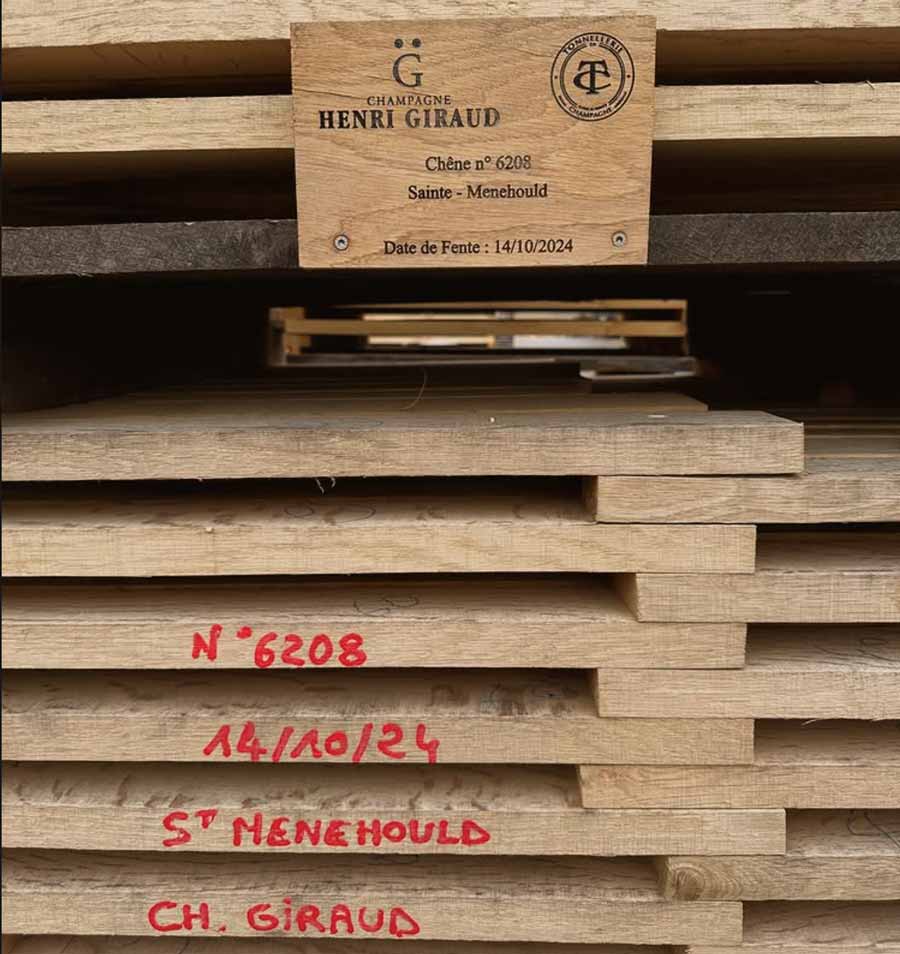 G
CHAMPAGNE
HENRI GIRAUD
TONNELLERIE
TC
CHAMPAGNE
Chêne n° 6208
Sainte - Menehould
Date de Fente : 14/10/2024
N°6208
14/10/24
ST MENEHOULD
CH. GiRAUD